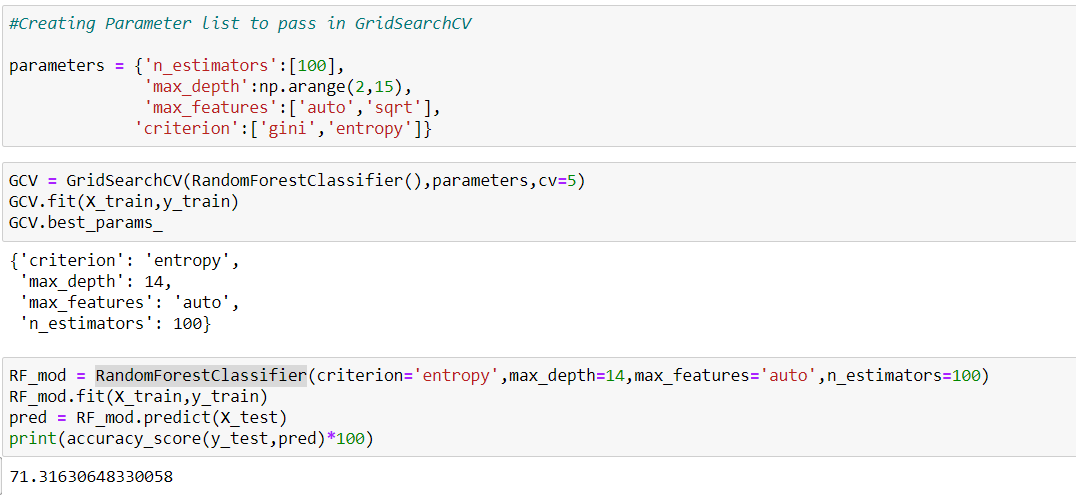 #Creating Parameter list to pass in GridSearchCV
parameters = {'n_estimators':[100],
'max_depth':np.arange(2,15),
'max_features':['auto','sqrt'],
'criterion':['gini','entropy']}
GCV = GridSearchCV(RandomForestClassifier(),parameters,cv=5)
GCV.fit(X_train,y_train)
GCV.best_params_
{'criterion': 'entropy',
'max_depth': 14,
'max_features': 'auto',
'n_estimators': 100}
RF_mod = RandomForestClassifier(criterion='entropy',max_depth=14,max_features='auto',n_estimators=100)
RF_mod.fit(X_train,y_train)
pred = RF_mod.predict(X_test)
print(accuracy_score(y_test,pred)*100)
71.31630648330058